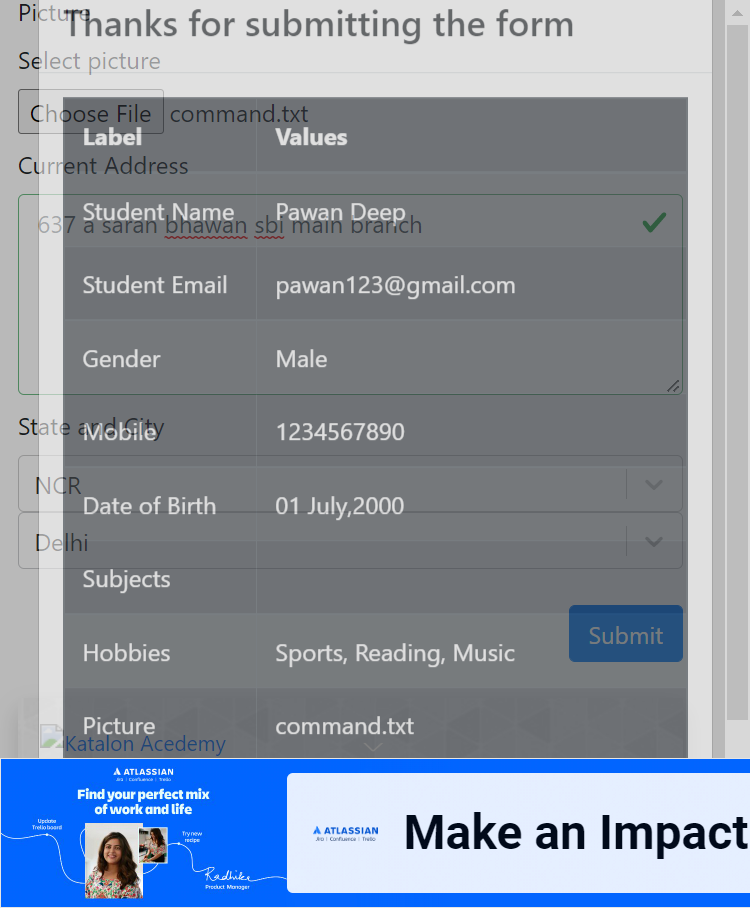 Picture
Thanks for submitting the form
Select picture
Choose File command.txt
Label Values
Current Address
Student Name Pawan Deep
637 a saran bhawan sbi main branch
Student Email pawan123@gmail.com
Gender Male
State and City
Mobile 1234567890
NCR
Date of Birth 01 July,2000
Delhi
Subjects
Submit
Hobbies Sports, Reading, Music
Picture command.txt
Katalon Acedemy
ATLASSIAN
Jira | Confluence | Trello
Find your perfect mix
of work and life
Update
Trello board
Try new
recipe
Radhika
Product Manager
ATLASSIAN
Jira | Confluence | Trello
Make an Impact